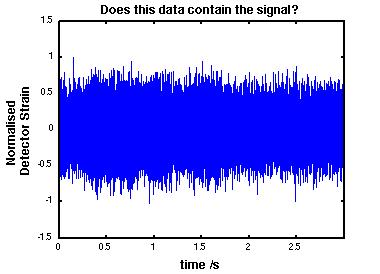 Does this data contain the signal?
1.5
1
0.5
0
-0.5
-1
-1.5
Normalised
Detector Strain
0 0.5 1 1.5 2 2.5
time /s